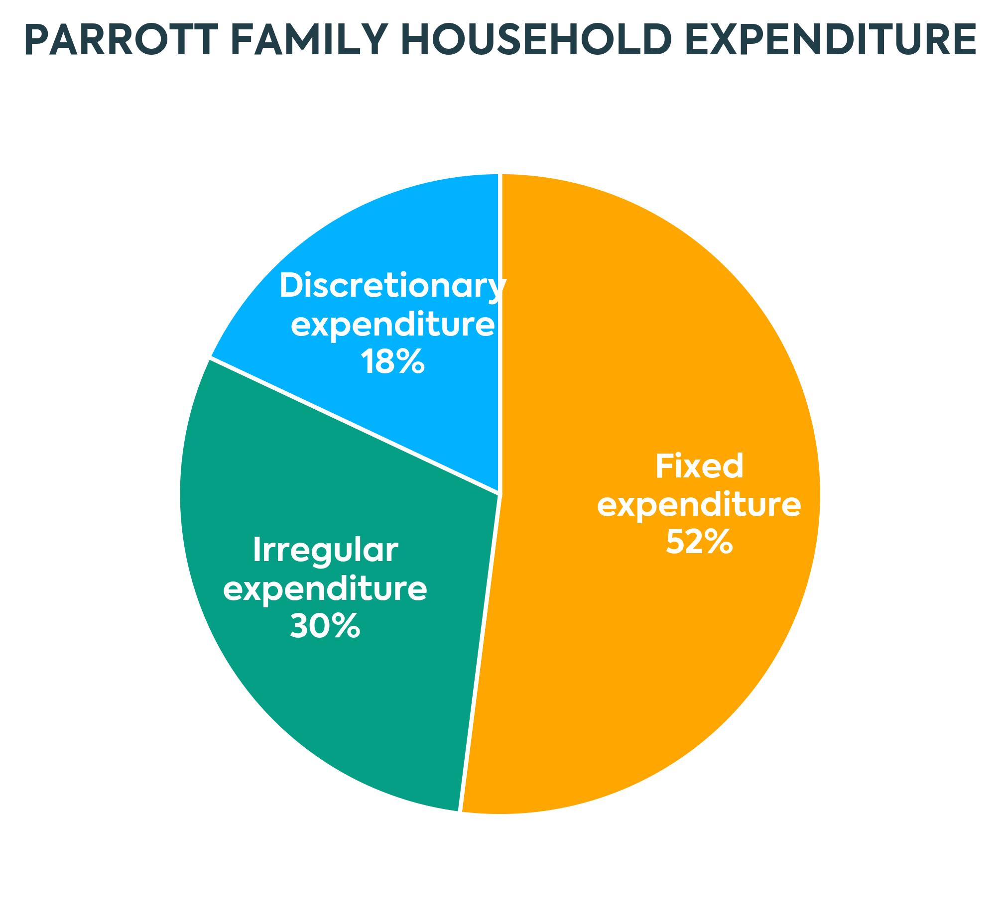 PARROTT FAMILY HOUSEHOLD EXPENDITURE
Discretionary
expenditure
18%
Fixed
expenditure
52%
Irregular
expenditure
30%